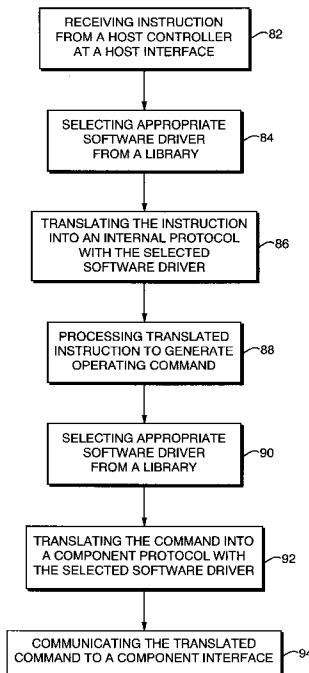 RECEIVING INSTRUCTION
FROM A HOST CONTROLLER
AT A HOST INTERFACE
82
SELECTING APPROPRIATE
SOFTWARE DRIVER
FROM A LIBRARY
84
TRANSLATING THE INSTRUCTION
INTO AN INTERNAL PROTOCOL
WITH THE SELECTED
SOFTWARE DRIVER
86
PROCESSING TRANSLATED
INSTRUCTION TO GENERATE
OPERATING COMMAND
88
SELECTING APPROPRIATE
SOFTWARE DRIVER
FROM A LIBRARY
90
TRANSLATING THE COMMAND INTO
A COMPONENT PROTOCOL WITH
THE SELECTED SOFTWARE DRIVER
92
COMMUNICATING THE TRANSLATED
COMMAND TO A COMPONENT INTERFACE
94